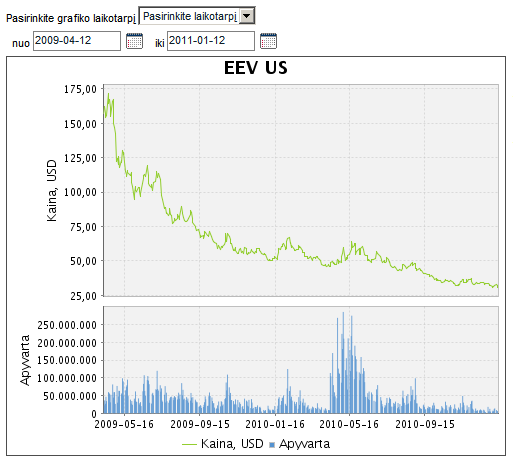 Pasirinkite grafiko laikotarpį Pasirinkite laikotarpį
nuo 2009-04-12 iki 2011-01-12
EEV US
175,00
150,00
125,00
100,00
75,00
50,00
25,00
Kaina, USD
250.000.000
200.000.000
150.000.000
100.000.000
50.000.000
0
Apyvarta
2009-05-16 2009-09-15 2010-01-16 2010-05-16 2010-09-15
Kaina, USD Apyvarta